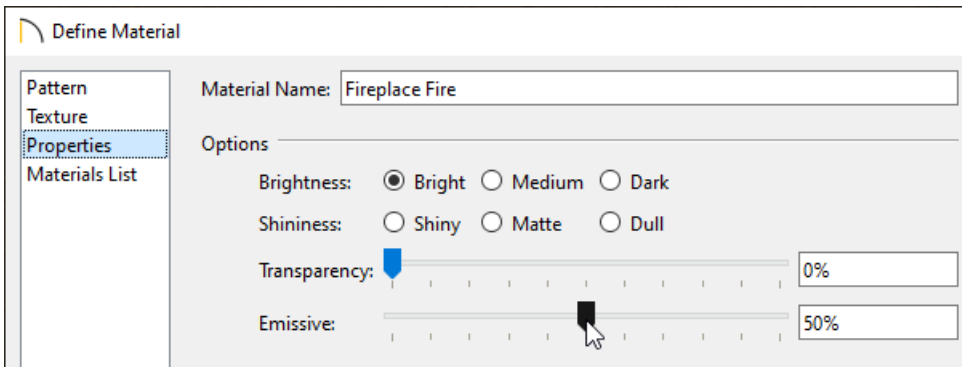 Define Material
Pattern
Texture
Properties
Materials List
Material Name: Fireplace Fire
Options
Brightness: Bright Medium Dark
Shininess: Shiny Matte Dull
Transparency: 0%
Emissive: 50%